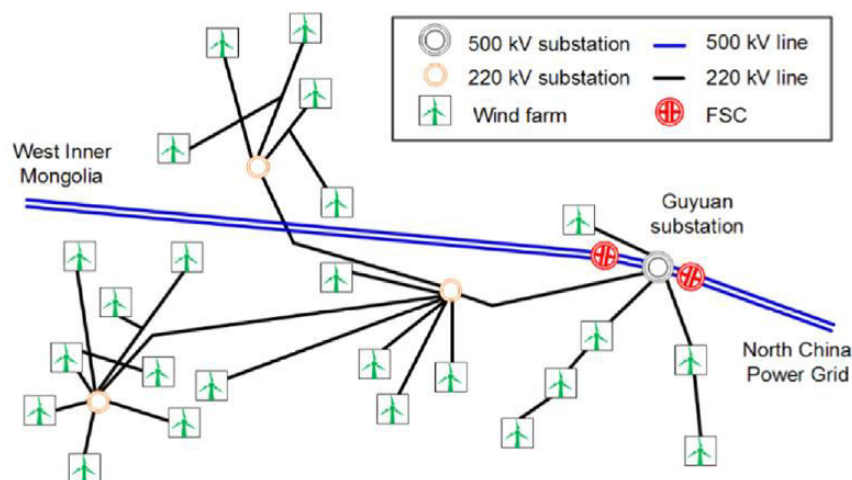 500 kV substation
500 kV line
220 kV substation
220 kV line
Wind farm
FSC
West Inner
Mongolia
Guyuan
substation
North China
Power Grid